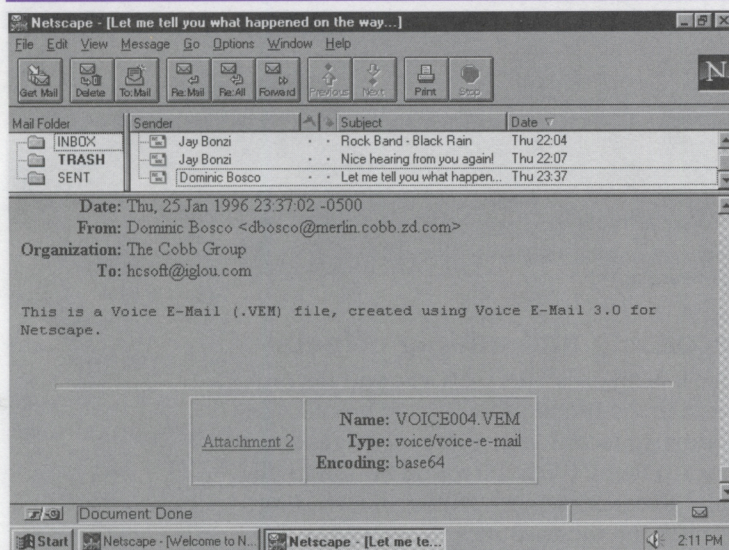 Netscape - [Let me tell you what happened on the way...]
File Edit View Message Go Options Window Help
Get Mail Delete To: Mail Re: Mail Re: All Forward Previous Next Print Stop
N
Mail Folder Sender Subject Date
INBOX Jay Bonzi Rock Band - Black Rain Thu 22:04
TRASH Jay Bonzi Nice hearing from you again! Thu 22:07
SENT Dominic Bosco Let me tell you what happen... Thu 23:37
Date: Thu, 25 Jan 1996 23:37:02 -0500
From: Dominic Bosco <dbosco@merlin.cobb.zd.com>
Organization: The Cobb Group
To: hcsoft@iglou.com
This is a Voice E-Mail (.VEM) file, created using Voice E-Mail 3.0 for
Netscape.
Attachment 2
Name: VOICE004.VEM
Type: voice/voice-e-mail
Encoding: base64
Document: Done
Start Netscape - [Welcome to N... Netscape - [Let me te... 2:11 PM